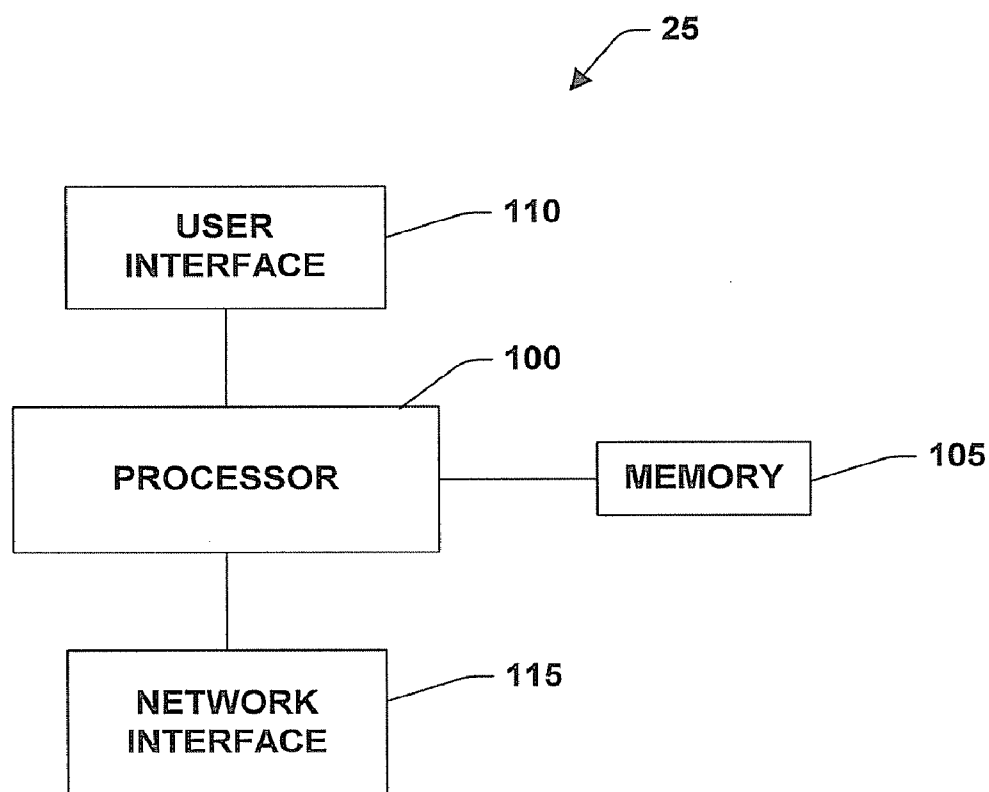 25
USER
INTERFACE
110
100
PROCESSOR
MEMORY
105
115
NETWORK
INTERFACE